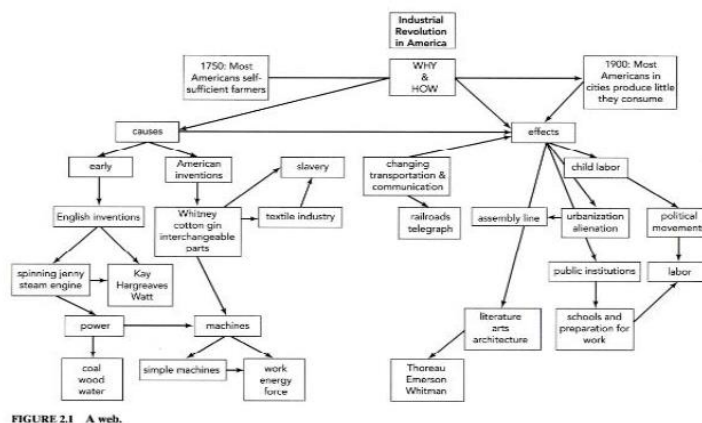 Industrial
Revolution
in America
1750: Most
Americans self-
sufficient farmers
WHY
&
HOW
1900: Most
Americans in
cities produce little
they consume
causes
effects
early
American
inventions
slavery
changing
transportation &
communication
child labor
English inventions
Whitney
cotton gin
interchangeable
parts
textile industry
railroads
telegraph
assembly line
urbanization
alienation
political
movements
spinning jenny
steam engine
Kay
Hargreaves
Watt
public institutions
labor
power
machines
literature
arts
architecture
schools and
preparation for
work
coal
wood
water
simple machines
work
energy
force
Thoreau
Emerson
Whitman
FIGURE 2.1 A web.